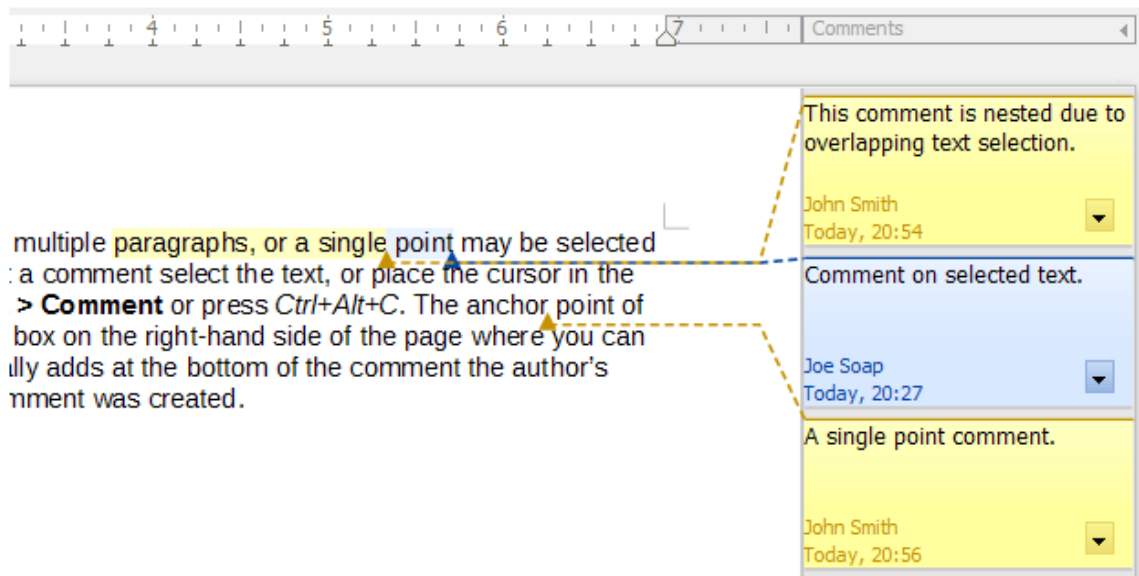 4 5 6 7 Comments
This comment is nested due to
overlapping text selection.
John Smith
Today, 20:54
multiple paragraphs, or a single point may be selected
: a comment select the text, or place the cursor in the
> Comment or press Ctrl+Alt+C. The anchor point of
box on the right-hand side of the page where you can
ally adds at the bottom of the comment the author's
mment was created.
Comment on selected text.
Joe Soap
Today, 20:27
A single point comment.
John Smith
Today, 20:56